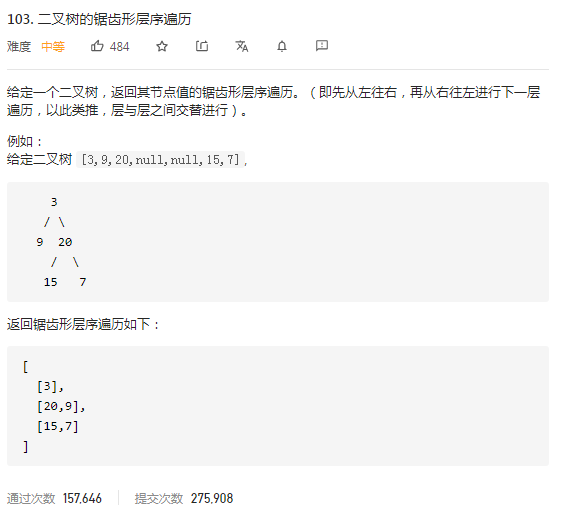 103. 二叉树的锯齿形层序遍历
难度 中等 484
给定一个二叉树，返回其节点值的锯齿形层序遍历。（即先从左往右，再从右往左进行下一层
遍历，以此类推，层与层之间交替进行）。
例如：
给定二叉树 [3,9,20,null,null,15,7],
3
/ \
9 20
/ \
15 7
返回锯齿形层序遍历如下：
[
[3],
[20,9],
[15,7]
]
通过次数 157,646 提交次数 275,908